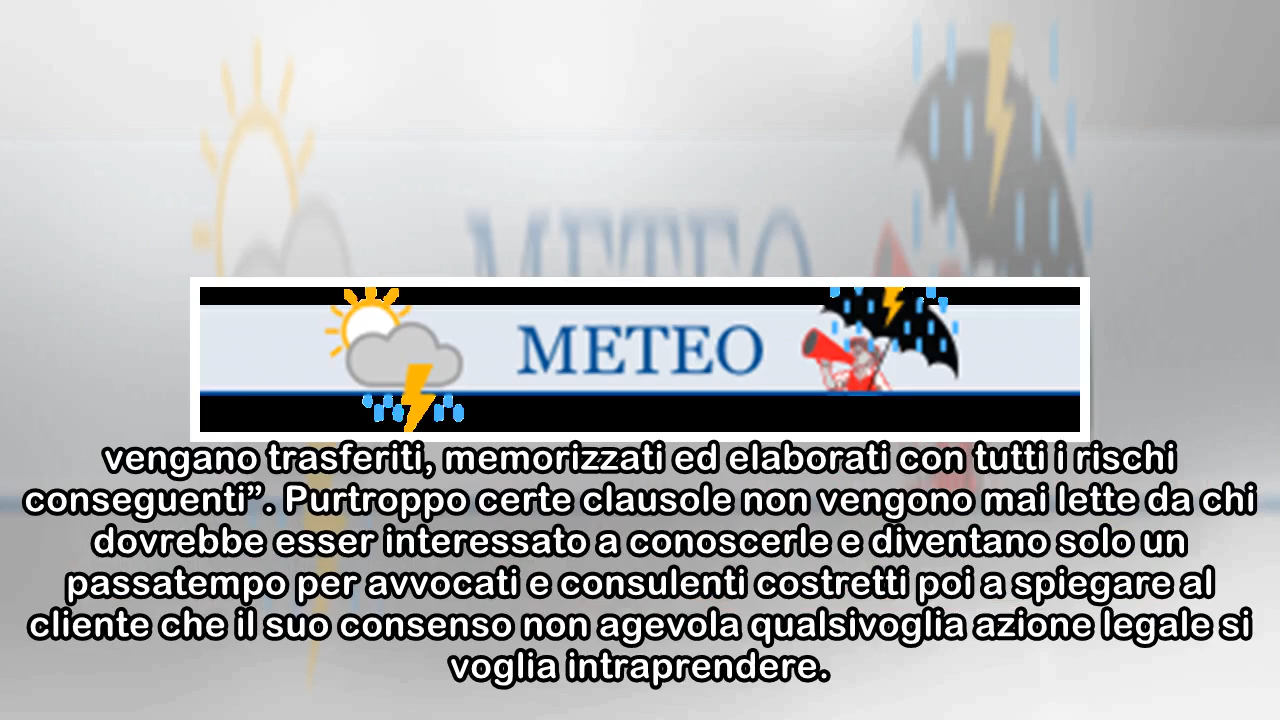 METEO
METEO
vengano trasferiti, memorizzati ed elaborati con tutti i rischi
conseguenti”. Purtroppo certe clausole non vengono mai lette da chi
dovrebbe esser interessato a conoscerle e diventano solo un
passatempo per avvocati e consulenti costretti poi a spiegare al
cliente che il suo consenso non agevola qualsivoglia azione legale si
voglia intraprendere.